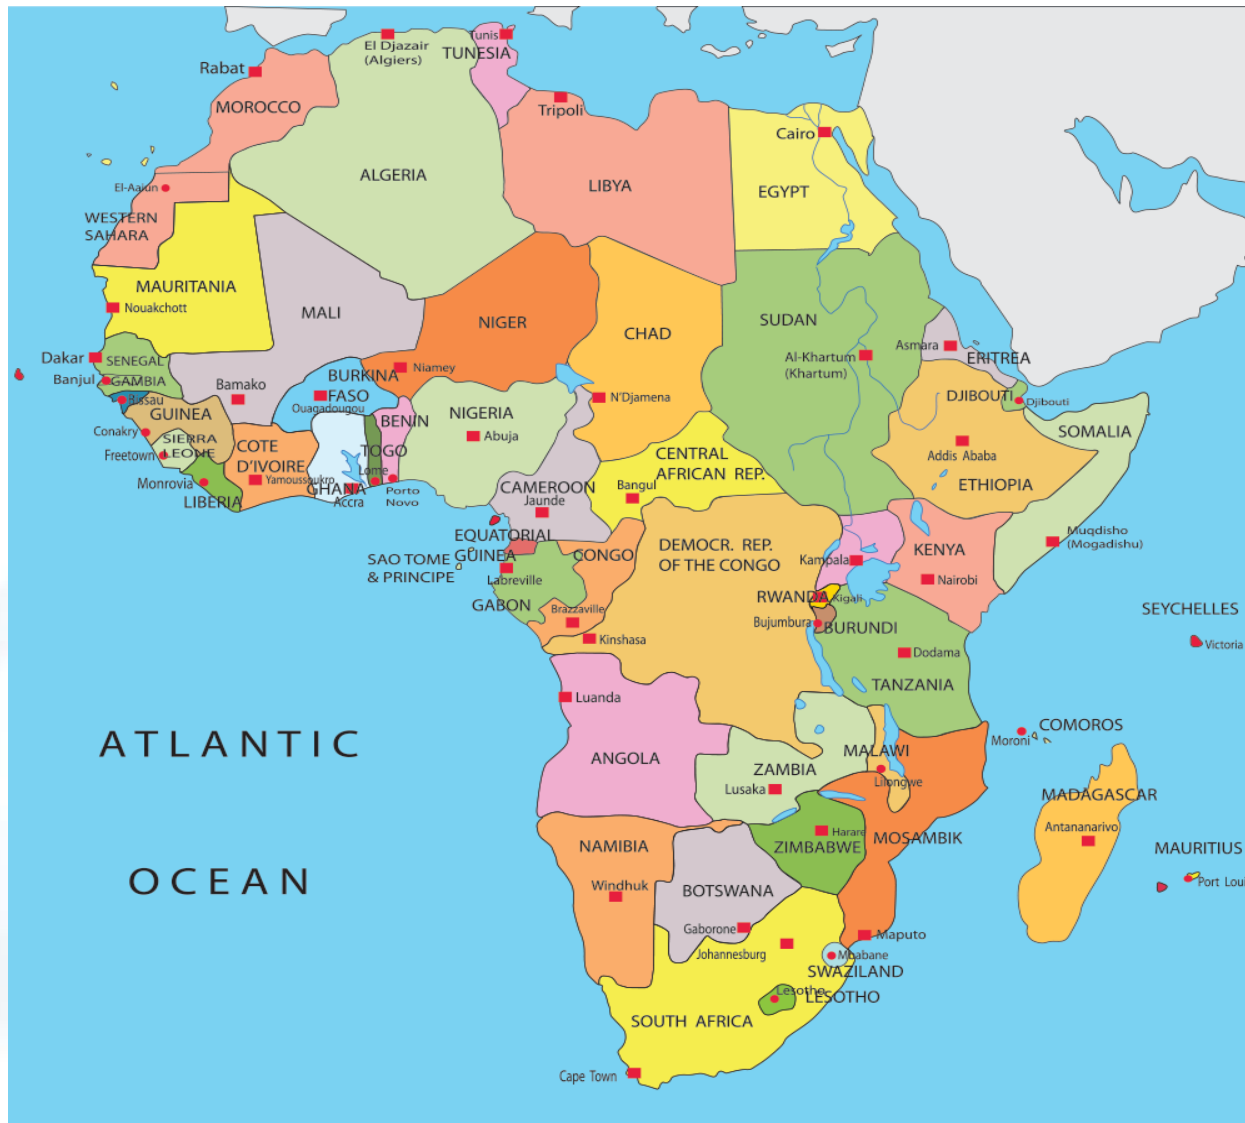 El Djazair
(Algiers)
Tunis
TUNESIA
Rabat
MOROCCO
Tripoli
Cairo
ALGERIA
LIBYA
EGYPT
El-Aajun
WESTERN
SAHARA
MAURITANIA
Nouakchott
MALI
NIGER
CHAD
SUDAN
Al-Khartum
(Khartum)
Asmara
ERITREA
Dakar
SENEGAL
Banjul
GAMBIA
Bissau
Bamako
BURKINA
FASO
Ouagadougou
Niamey
N'Djamena
DJIBOUTI
Djibouti
GUINEA
Conakry
SIERRA
LEONE
Freetown
COTE
D'IVOIRE
Yamoussoukro
Monrovia
LIBERIA
GHANA
Accra
TOGO
Lome
BENIN
Porto
Novo
NIGERIA
Abuja
CAMEROON
Jaunde
CENTRAL
AFRICAN REP.
Bangul
Addis Ababa
ETHIOPIA
SOMALIA
Muqdisho
(Mogadishu)
EQUATORIAL
GUINEA
SAO TOME
& PRINCIPE
Labreville
GABON
CONGO
Brazzaville
Kinshasa
DEMOCR. REP.
OF THE CONGO
Kampala
KENYA
Nairobi
RWANDA
Kigali
Bujumbura
BURUNDI
Dodama
TANZANIA
SEYCHELLES
Victoria
Luanda
ANGOLA
ZAMBIA
Lusaka
MALAWI
Lilongwe
COMOROS
Moroni
ATLANTIC
OCEAN
MADAGASCAR
Antananarivo
MOSAMBIK
Harare
ZIMBABWE
NAMIBIA
Windhuk
BOTSWANA
Gaborone
MAURITIUS
Port Loui
Johannesburg
Maputo
Mbabane
SWAZILAND
Lesotho
LESOTHO
SOUTH AFRICA
Cape Town